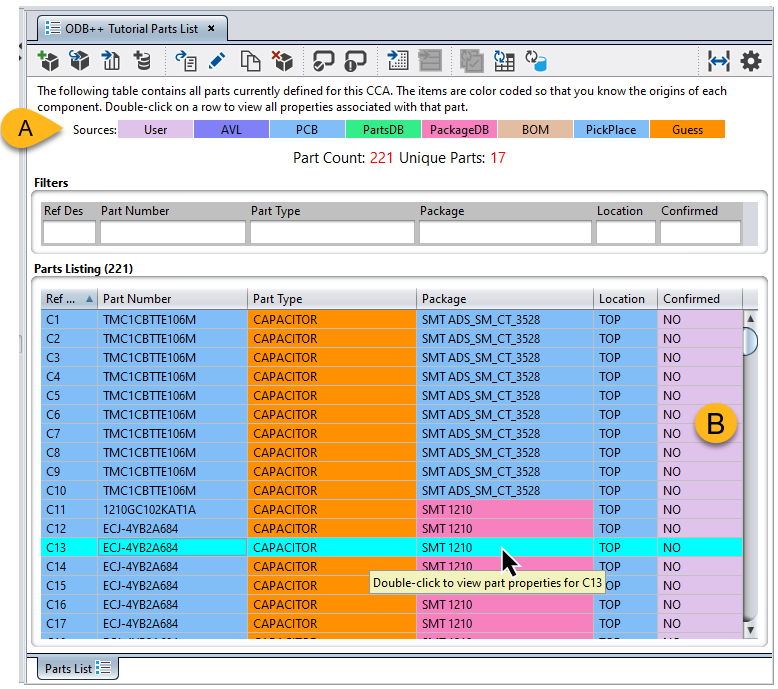 ODB++ Tutorial Parts List ×
The following table contains all parts currently defined for this CCA. The items are color coded so that you know the origins of each
component. Double-click on a row to view all properties associated with that part.
A
Sources: User AVL PCB PartsDB PackageDB BOM PickPlace Guess
Part Count: 221 Unique Parts: 17
Filters
Ref Des Part Number Part Type Package Location Confirmed
Parts Listing (221)
Ref ... Part Number Part Type Package Location Confirmed
C1 TMC1CBTTE106M CAPACITOR SMT ADS_SM_CT_3528 TOP NO
C2 TMC1CBTTE106M CAPACITOR SMT ADS_SM_CT_3528 TOP NO
C3 TMC1CBTTE106M CAPACITOR SMT ADS_SM_CT_3528 TOP NO
C4 TMC1CBTTE106M CAPACITOR SMT ADS_SM_CT_3528 TOP NO
C5 TMC1CBTTE106M CAPACITOR SMT ADS_SM_CT_3528 TOP NO
C6 TMC1CBTTE106M CAPACITOR SMT ADS_SM_CT_3528 TOP NO
C7 TMC1CBTTE106M CAPACITOR SMT ADS_SM_CT_3528 TOP NO
B
C8 TMC1CBTTE106M CAPACITOR SMT ADS_SM_CT_3528 TOP NO
C9 TMC1CBTTE106M CAPACITOR SMT ADS_SM_CT_3528 TOP NO
C10 TMC1CBTTE106M CAPACITOR SMT ADS_SM_CT_3528 TOP NO
C11 1210GC102KAT1A CAPACITOR SMT 1210 TOP NO
C12 ECJ-4YB2A684 CAPACITOR SMT 1210 TOP NO
C13 ECJ-4YB2A684 CAPACITOR SMT 1210 TOP NO
C14 ECJ-4YB2A684 CAPACITOR SMT 1210 TOP NO
Double-click to view part properties for C13
C15 ECJ-4YB2A684 CAPACITOR OP NO
C16 ECJ-4YB2A684 CAPACITOR SMT 1210 TOP NO
C17 ECJ-4YB2A684 CAPACITOR SMT 1210 TOP NO
Parts List